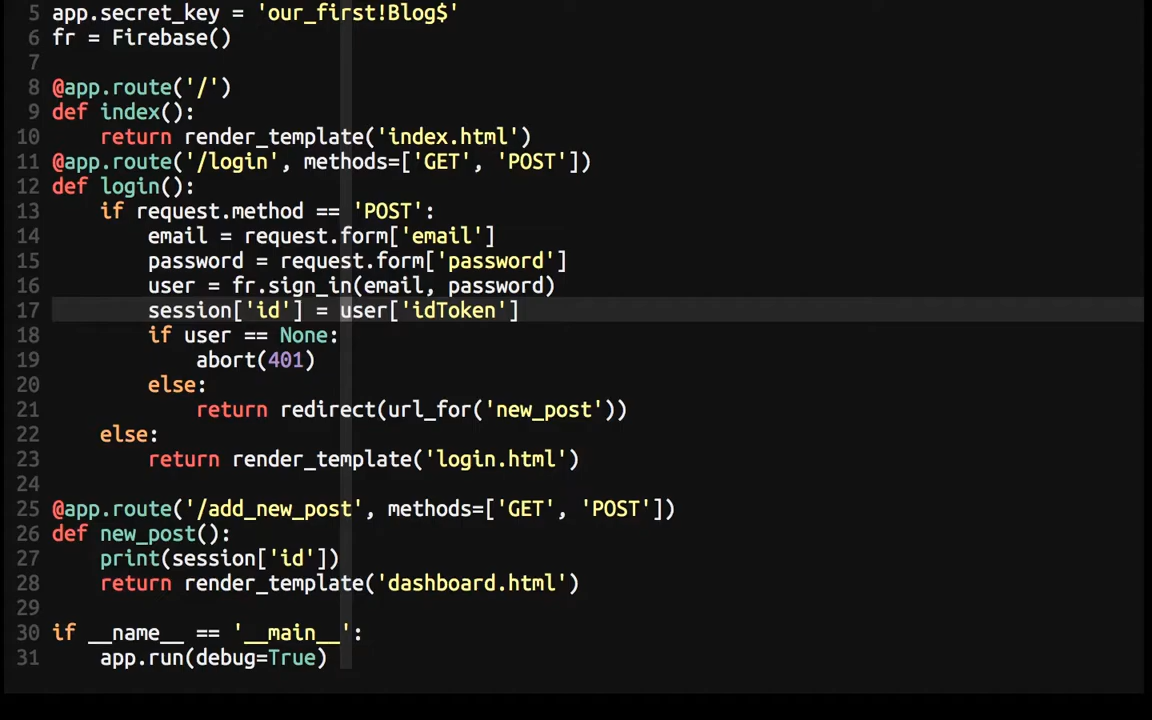 5 app.secret_key = 'our_first!Blog$'
6 fr = Firebase()
7
8 @app.route('/')
9 def index():
10     return render_template('index.html')
11 @app.route('/login', methods=['GET', 'POST'])
12 def login():
13     if request.method == 'POST':
14         email = request.form['email']
15         password = request.form['password']
16         user = fr.sign_in(email, password)
17         session['id'] = user['idToken']
18         if user == None:
19             abort(401)
20         else:
21             return redirect(url_for('new_post'))
22     else:
23         return render_template('login.html')
24
25 @app.route('/add_new_post', methods=['GET', 'POST'])
26 def new_post():
27     print(session['id'])
28     return render_template('dashboard.html')
29
30 if __name__ == '__main__':
31     app.run(debug=True)